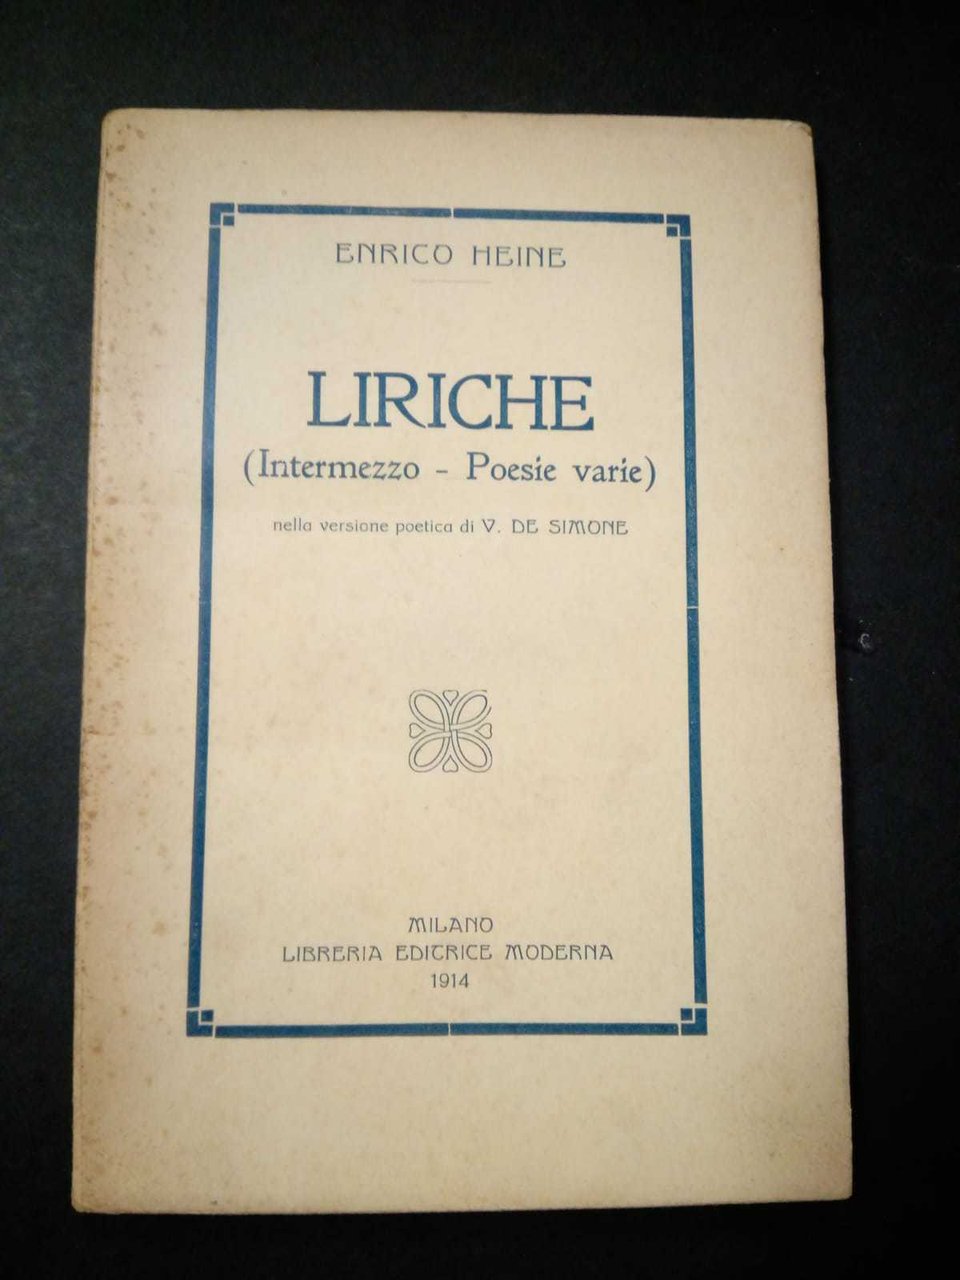 ENRICO HEINE
LIRICHE
(Intermezzo - Poesie varie)
nella versione poetica di V. DE SIMONE
MILANO
LIBRERIA EDITRICE MODERNA
1914